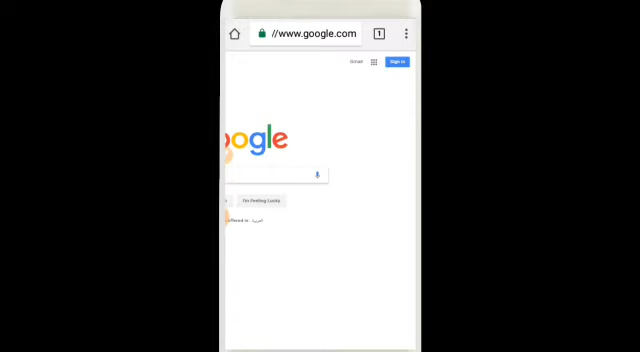 //www.google.com 1
Gmail Sign in
oogle
I'm Feeling Lucky
offered in: العربية